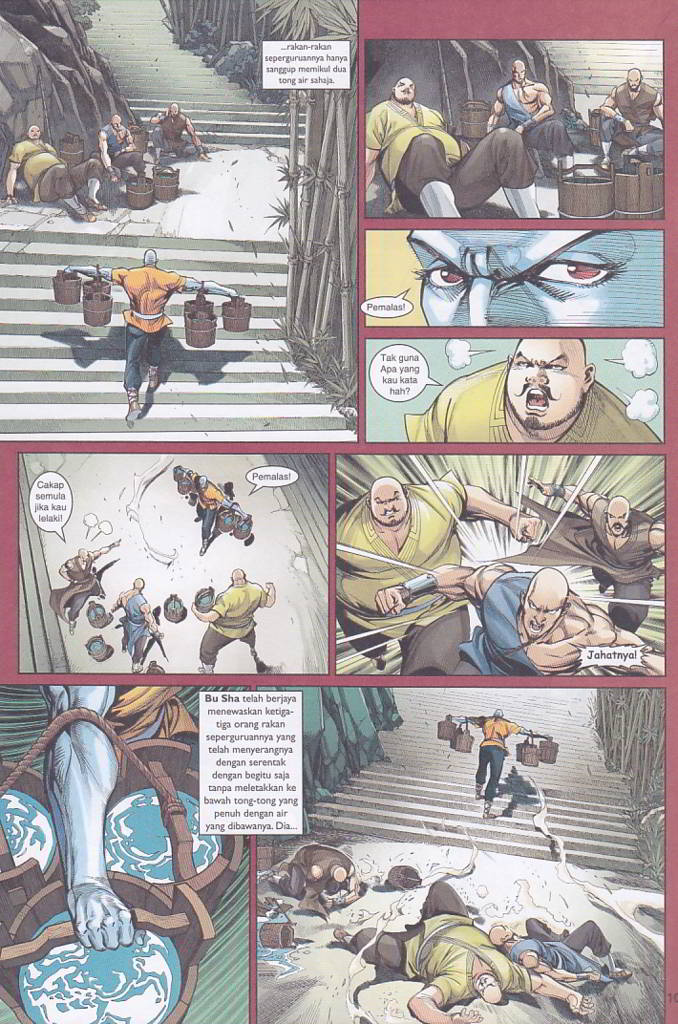 ...rakan-rakan
seperguruannya hanya
sanggup memikul dua
tong air sahaja.
Pemalas!
Tak guna
Apa yang
kau kata
hah?
Cakap
semula
jika kau
lelaki!
Pemalas!
Jahatnya!
Bu Sha telah berjaya
menewaskan ketiga-
tiga orang rakan
seperguruannya yang
telah menyerangnya
dengan serentak
dengan begitu saja
tanpa meletakkan ke
bawah tong-tong yang
penuh dengan air
yang dibawanya. Dia...